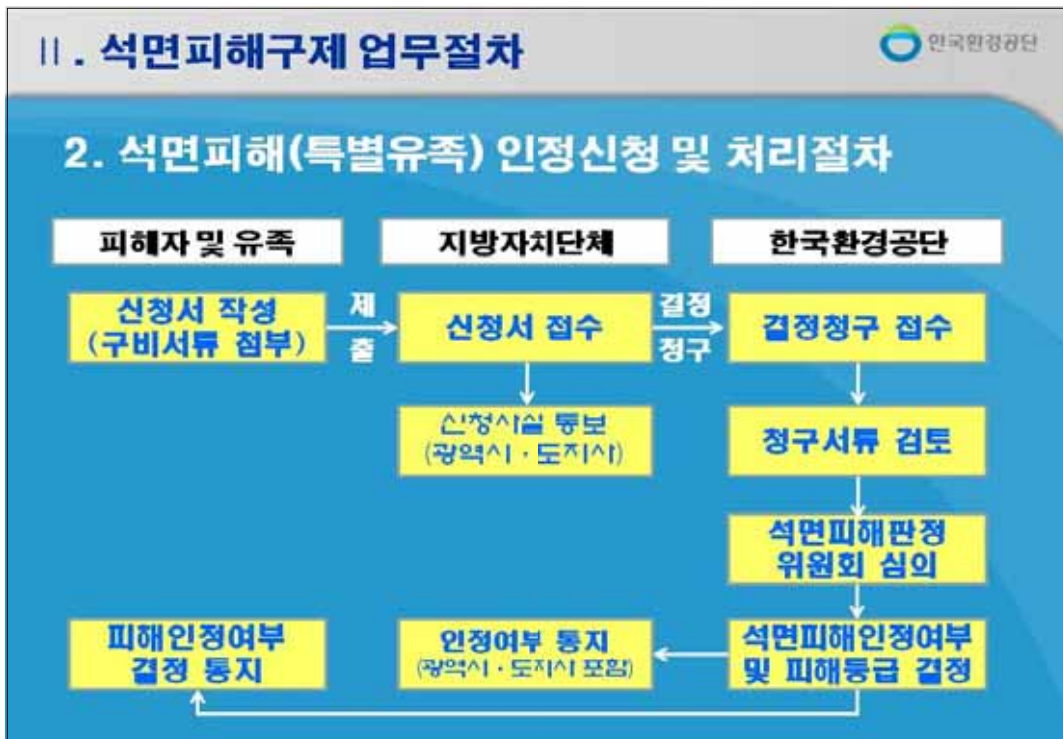 Ⅱ. 석면피해구제 업무절차
한국환경공단
2. 석면피해(특별유족) 인정신청 및 처리절차
피해자 및 유족
지방자치단체
한국환경공단
신청서 작성
(구비서류 첨부)
제
출
신청서 접수
결정
청구
결정청구 접수
신청사실 통보
(광역시·도지사)
청구서류 검토
석면피해판정
위원회 심의
피해인정여부
결정 통지
인정여부 통지
(광역시·도지사 포함)
석면피해인정여부
및 피해등급 결정